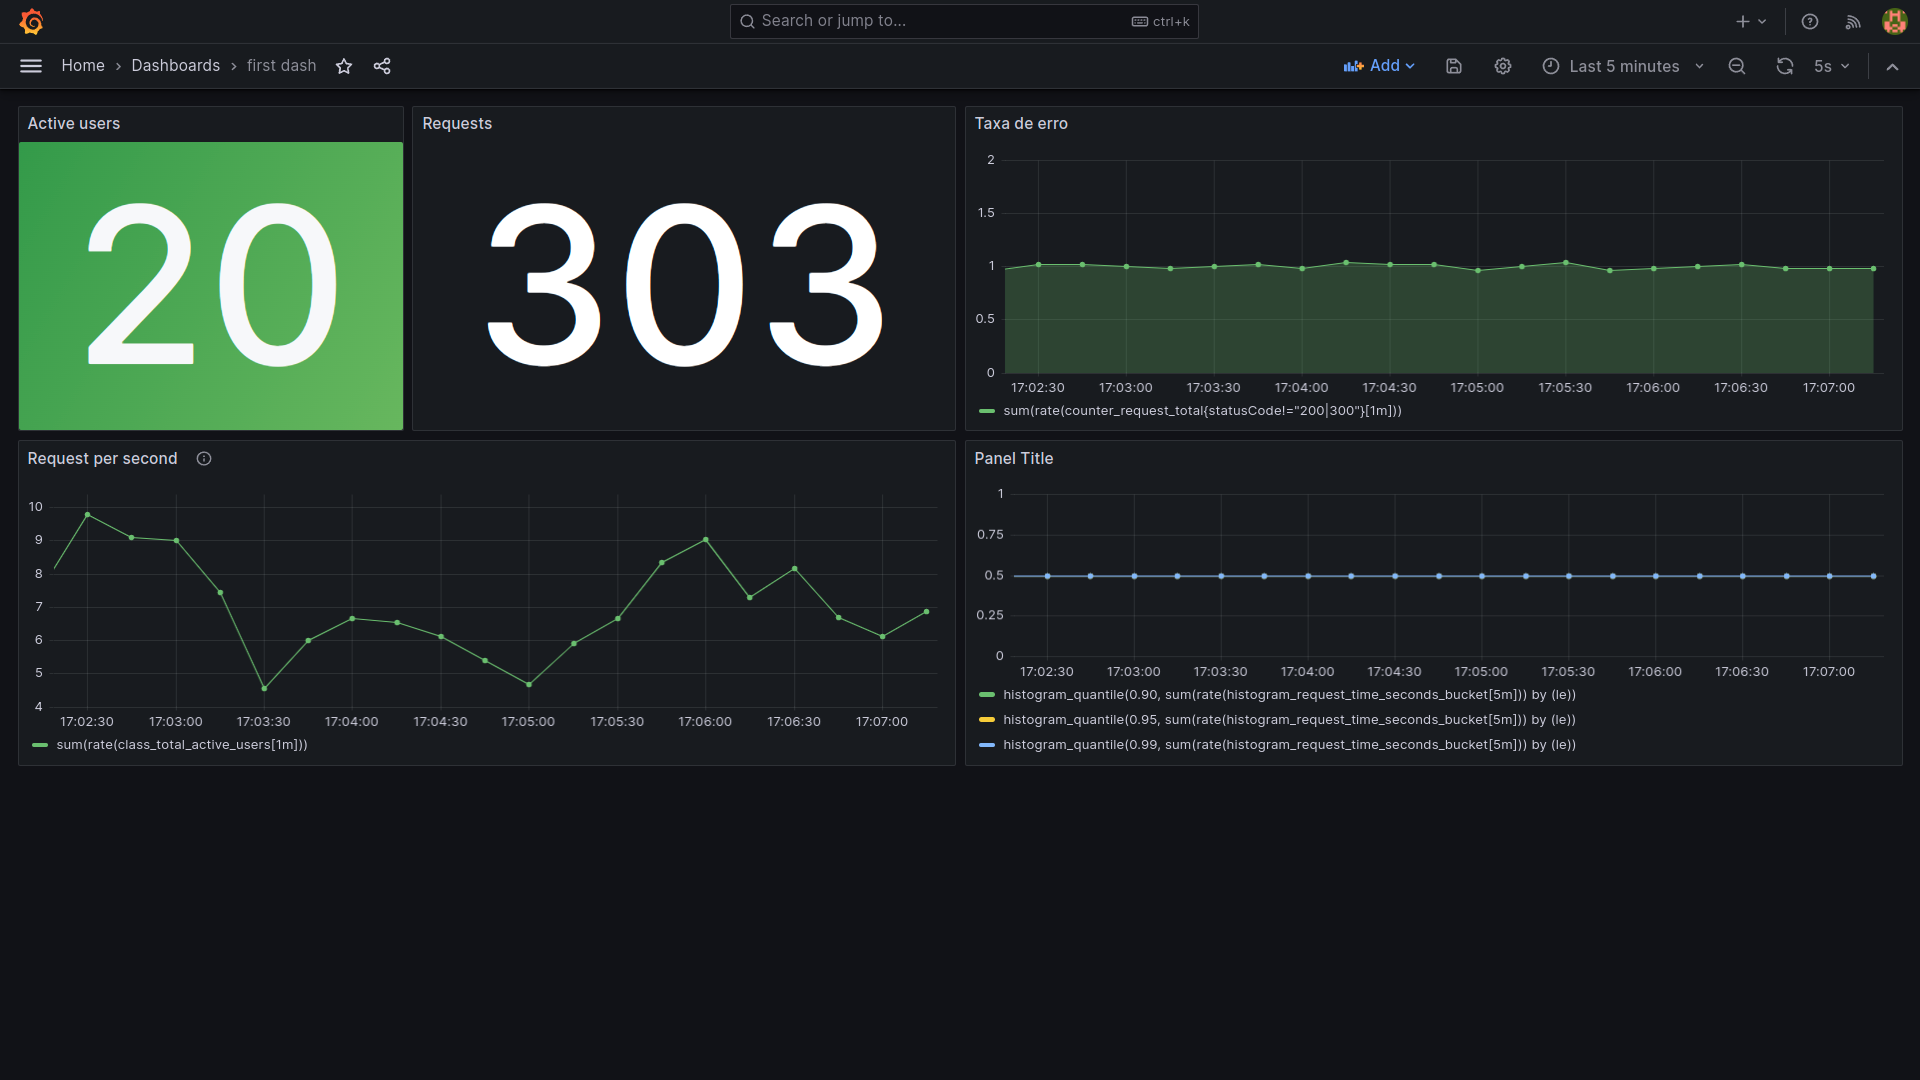 Search or jump to...
ctrl+k
Home
Dashboards
first dash
Add
Last 5 minutes
5s
Active users
20
Requests
303
Taxa de erro
2
1.5
1
0.5
0
17:02:30 17:03:00 17:03:30 17:04:00 17:04:30 17:05:00 17:05:30 17:06:00 17:06:30 17:07:00
sum(rate(counter_request_total{statusCode!="200|300"}[1m]))
Request per second
10
9
8
7
6
5
4
17:02:30 17:03:00 17:03:30 17:04:00 17:04:30 17:05:00 17:05:30 17:06:00 17:06:30 17:07:00
sum(rate(class_total_active_users[1m]))
Panel Title
1
0.75
0.5
0.25
0
17:02:30 17:03:00 17:03:30 17:04:00 17:04:30 17:05:00 17:05:30 17:06:00 17:06:30 17:07:00
histogram_quantile(0.90, sum(rate(histogram_request_time_seconds_bucket[5m])) by (le))
histogram_quantile(0.95, sum(rate(histogram_request_time_seconds_bucket[5m])) by (le))
histogram_quantile(0.99, sum(rate(histogram_request_time_seconds_bucket[5m])) by (le))